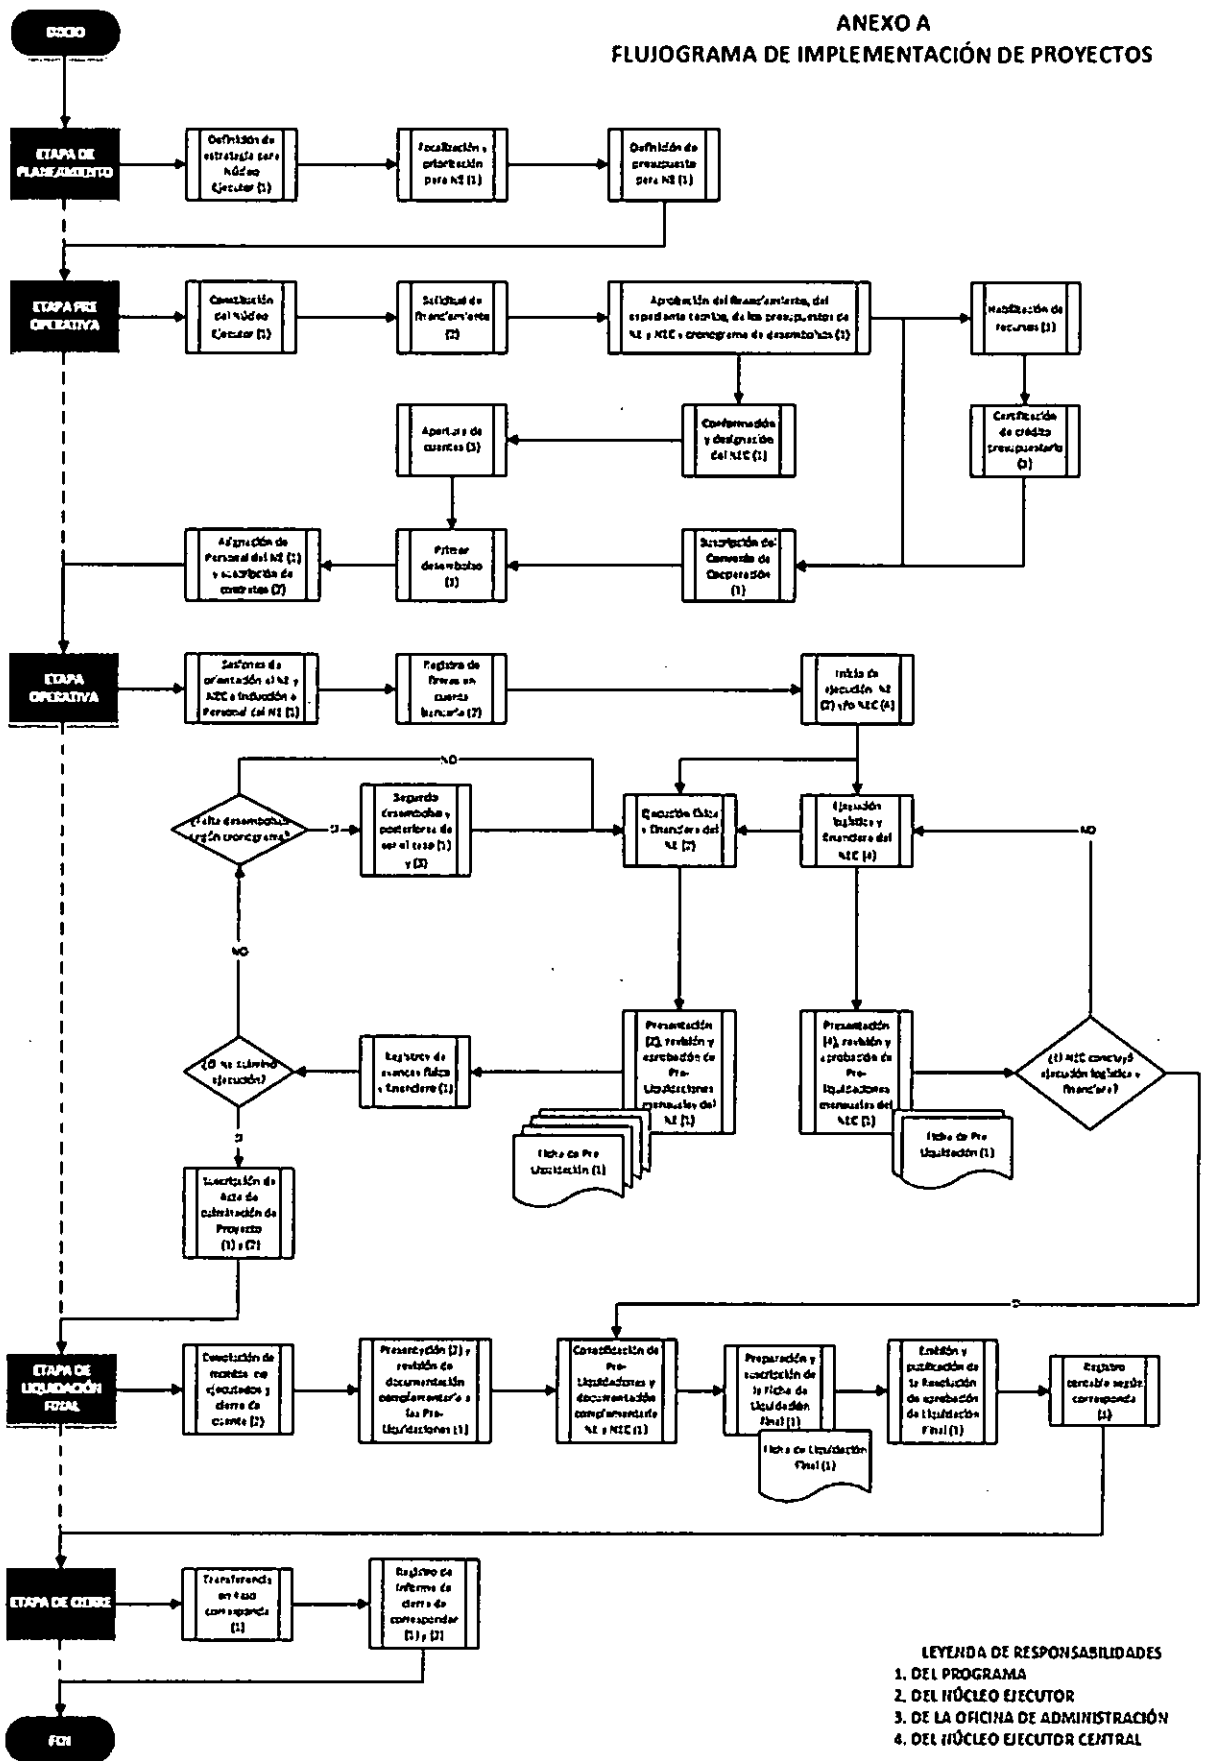 ANEXO A
FLUJOGRAMA DE IMPLEMENTACIÓN DE PROYECTOS
INICIO
ETAPA DE
PLANEAMIENTO
Definición de
estrategia para
Núcleo
Ejecutor (1)
Focalización y
priorización
para NE (1)
Definición de
presupuesto
para NE (1)
ETAPA PRE
OPERATIVA
Constitución
del Núcleo
Ejecutor (1)
Solicitud de
financiamiento
(2)
Aprobación del financiamiento, del
expediente técnico, de los presupuestos de
NE y NEC y cronograma de desembolsos (1)
Habilitación de
recursos (3)
Apertura de
cuentas (3)
Conformación
y designación
del NEC (1)
Certificación
de crédito
presupuestario
(3)
Asignación de
Personal del NE (1)
y suscripción de
contratos (2)
Primer
desembolso
(3)
Suscripción del
Convenio de
Cooperación
(1)
ETAPA
OPERATIVA
Sesiones de
orientación al NE y
NEC e inducción a
Personal del NE (1)
Registro de
firmas en
cuenta
bancaria (2)
Inicio de
ejecución NE
(2) y/o NEC (4)
NO
¿Falta desembolsos
según cronograma?
SI
Segundo
desembolso y
posteriores de
ser el caso (1)
y (3)
Ejecución física
y financiera del
NE (2)
Ejecución
logística y
financiera del
NEC (4)
NO
NO
¿El NE culminó
ejecución?
Registros de
avances físico
y financiero (1)
Presentación
(2), revisión y
aprobación de
Pre-
Liquidaciones
mensuales del
NE (1)
Presentación
(4), revisión y
aprobación de
Pre-
liquidaciones
mensuales del
NEC (1)
¿El NEC concluyó
ejecución logística y
financiera?
SI
Ficha de Pre
Liquidación (1)
Ficha de Pre
Liquidación (1)
Suscripción de
Acta de
culminación de
Proyecto
(1) y (2)
SI
ETAPA DE
LIQUIDACIÓN
FINAL
Devolución de
montos no
ejecutados y
cierre de
cuenta (2)
Presentación (2) y
revisión de
documentación
complementaria a
las Pre-
Liquidaciones (1)
Consolidación de
Pre-
Liquidaciones y
documentación
complementaria
NE y NEC (1)
Preparación y
suscripción de
la Ficha de
Liquidación
Final (1)
Emisión y
publicación de
la Resolución
de aprobación
de Liquidación
Final (1)
Registro
contable según
corresponda
(3)
Ficha de Liquidación
Final (1)
ETAPA DE CIERRE
Transferencia
en caso
corresponda
(1)
Registro de
Informe de
cierre de
corresponder
(1) y (2)
FIN
LEYENDA DE RESPONSABILIDADES
1. DEL PROGRAMA
2. DEL NÚCLEO EJECUTOR
3. DE LA OFICINA DE ADMINISTRACIÓN
4. DEL NÚCLEO EJECUTOR CENTRAL